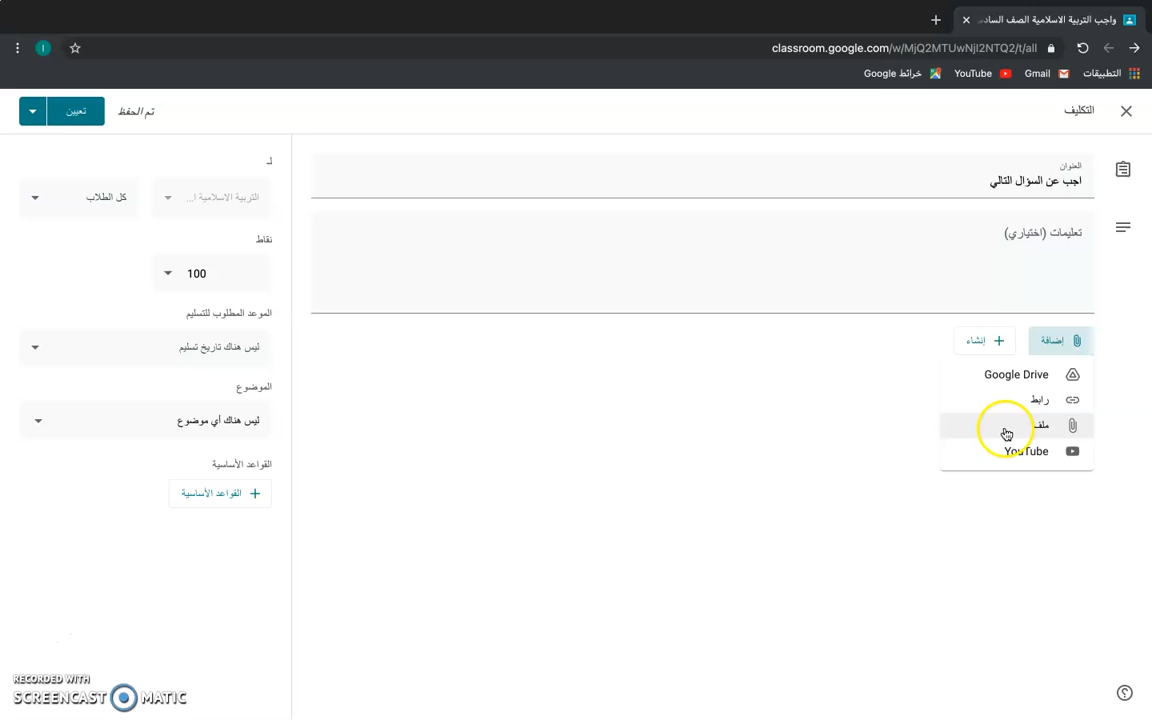 واجب التربية الاسلامية الصف السادس
classroom.google.com/w/MjQ2MTUwNjI2NTQ2/t/all
التطبيقات
Gmail
YouTube
خرائط Google
التكليف
تم الحفظ
تعيين
العنوان
اجب عن السؤال التالي
تعليمات (اختياري)
إضافة
إنشاء
Google Drive
رابط
ملف
YouTube
لـ
التربية الاسلامية ا...
كل الطلاب
نقاط
100
الموعد المطلوب للتسليم
ليس هناك تاريخ تسليم
الموضوع
ليس هناك أي موضوع
القواعد الأساسية
القواعد الأساسية
RECORDED WITH
SCREENCAST MATIC